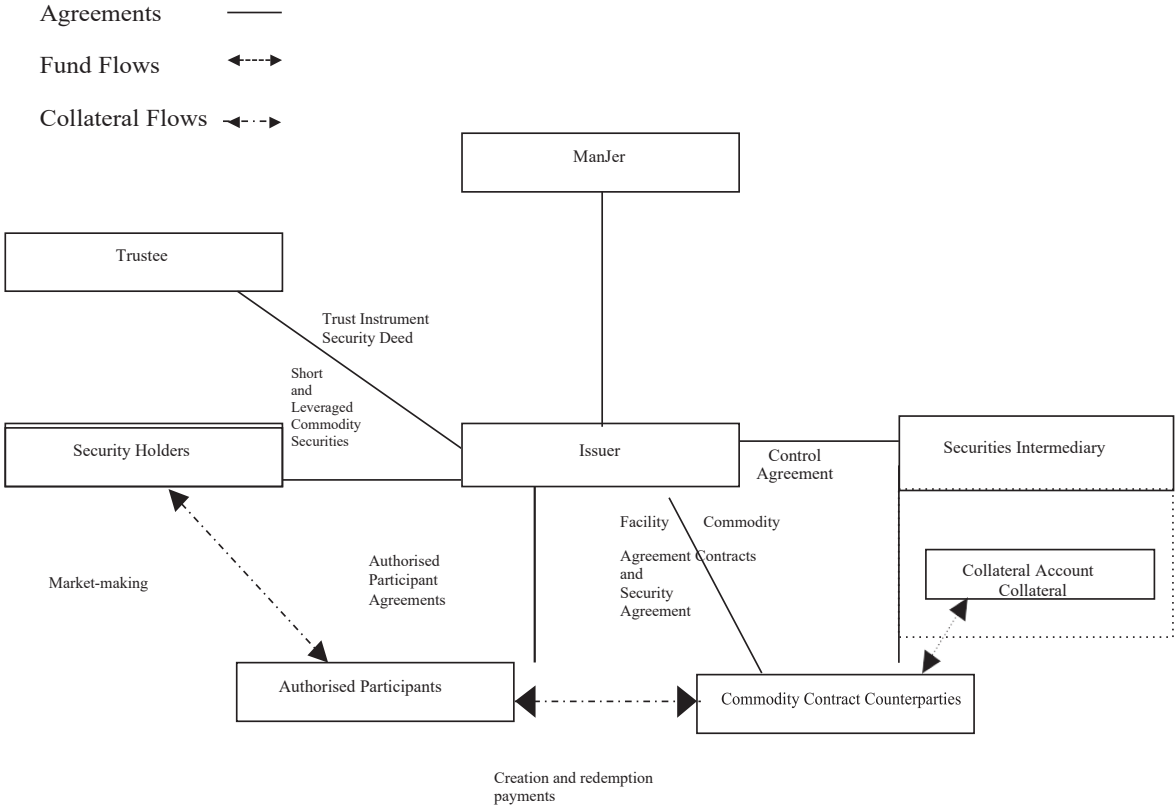 Agreements
Fund Flows
Collateral Flows
ManJer
Trustee
Trust Instrument
Security Deed
Short
and
Leveraged
Commodity
Securities
Security Holders
Issuer
Securities Intermediary
Control
Agreement
Facility Commodity
Agreement Contracts
and
Security
Agreement
Authorised
Participant
Agreements
Market-making
Collateral Account
Collateral
Authorised Participants
Commodity Contract Counterparties
Creation and redemption
payments